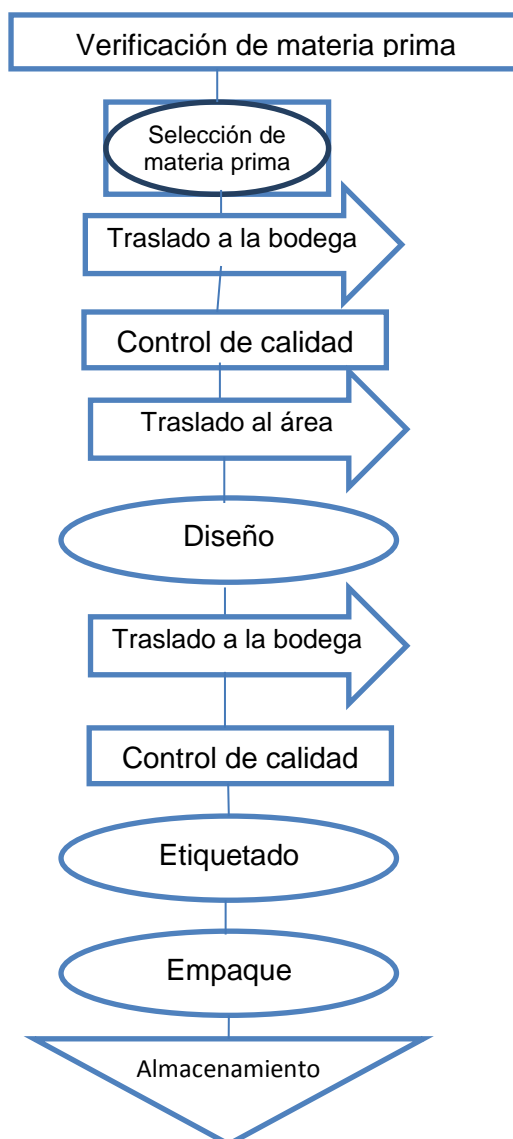 Verificación de materia prima
Selección de
materia prima
Traslado a la bodega
Control de calidad
Traslado al área
Diseño
Traslado a la bodega
Control de calidad
Etiquetado
Empaque
Almacenamiento